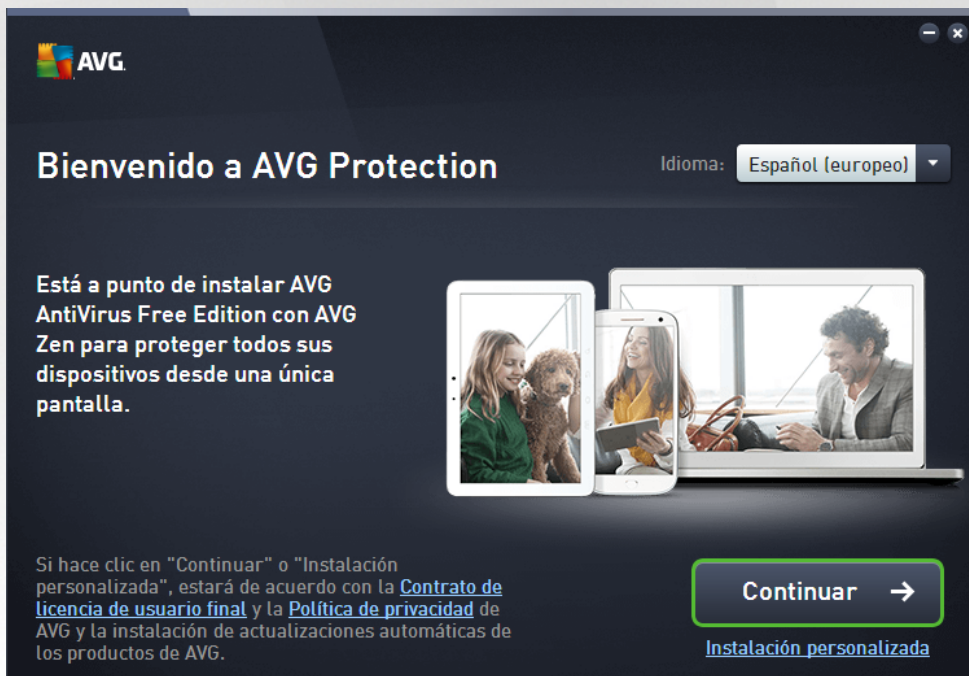 AVG.
Bienvenido a AVG Protection
Idioma:
Español (europeo)
Está a punto de instalar AVG
AntiVirus Free Edition con AVG
Zen para proteger todos sus
dispositivos desde una única
pantalla.
Si hace clic en "Continuar" o "Instalación
personalizada", estará de acuerdo con la Contrato de
licencia de usuario final y la Política de privacidad de
AVG y la instalación de actualizaciones automáticas de
los productos de AVG.
Continuar →
Instalación personalizada